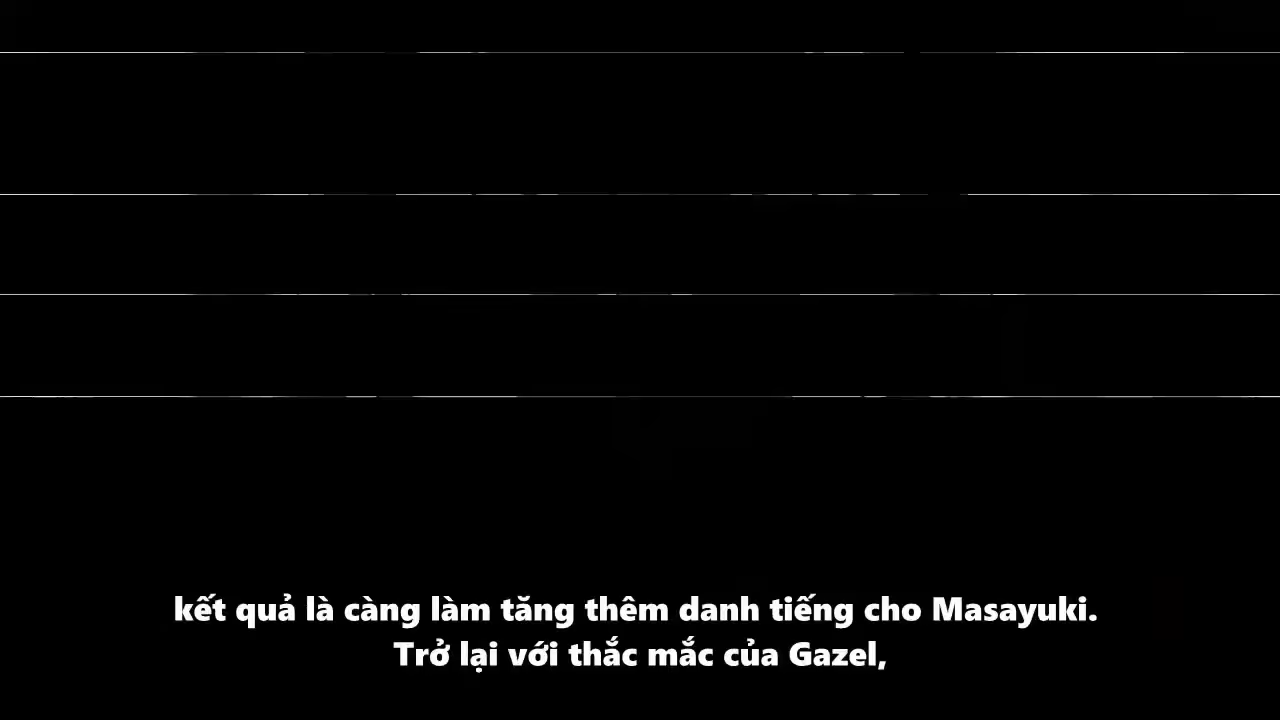 kết quả là càng làm tăng thêm danh tiếng cho Masayuki.
Trở lại với thắc mắc của Gazel,